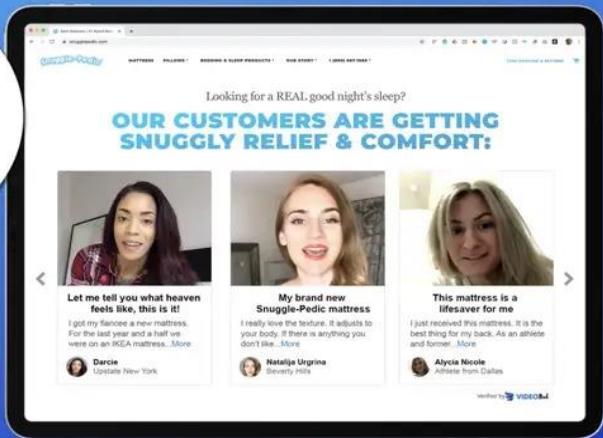 snugglepedic.com
Snuggle-Pedic
MATTRESS PILLOWS BEDDING & SLEEP PRODUCTS OUR STORY
Looking for a REAL good night's sleep?
OUR CUSTOMERS ARE GETTING
SNUGGLY RELIEF & COMFORT:
Let me tell you what heaven
feels like, this is it!
I got my fiancee a new mattress.
For the last year and a half we
were on an IKEA mattress...More
Darcie
Upstate New York
My brand new
Snuggle-Pedic mattress
I really love the texture. It adjusts to
your body. If there is anything you
don't like...More
Natalija Urgrina
Beverly Hills
This mattress is a
lifesaver for me
I just received this mattress. It is the
best thing for my back. As an athlete
and former...More
Alycia Nicole
Athlete from Dallas
Verified by VIDEO